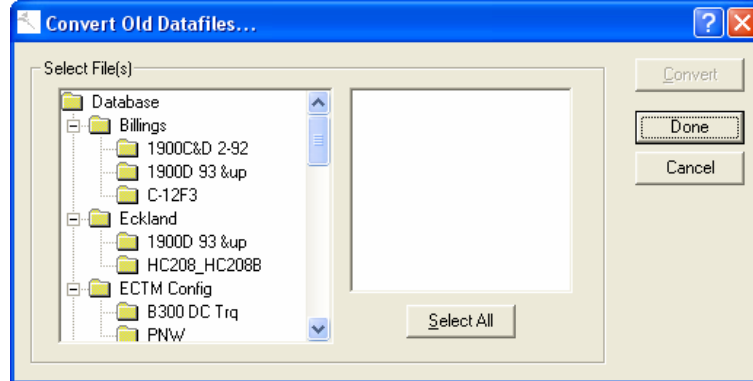 Convert Old Datafiles...
Select File(s)
Database
Billings
1900C&D 2-92
1900D 93 &up
C-12F3
Eckland
1900D 93 &up
HC208_HC208B
ECTM Config
B300 DC Trq
PNW
Select All
Convert
Done
Cancel